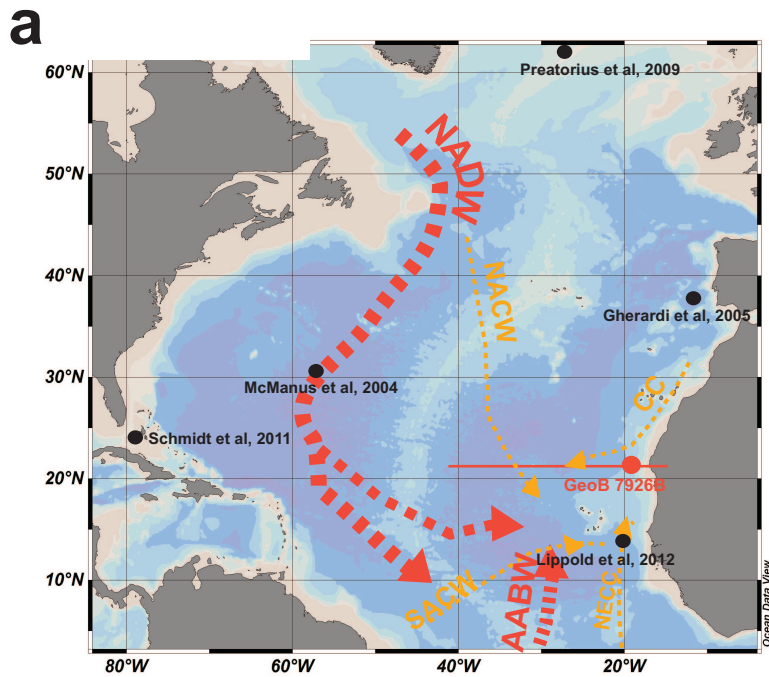 a
60°N
50°N
40°N
30°N
20°N
10°N
80°W
60°W
40°W
20°W
Preatorius et al, 2009
NADW
NACW
Gherardi et al, 2005
McManus et al, 2004
CC
Schmidt et al, 2011
GeoB 7926B
Lippold et al, 2012
SACW
AABW
NECC
Ocean Data View